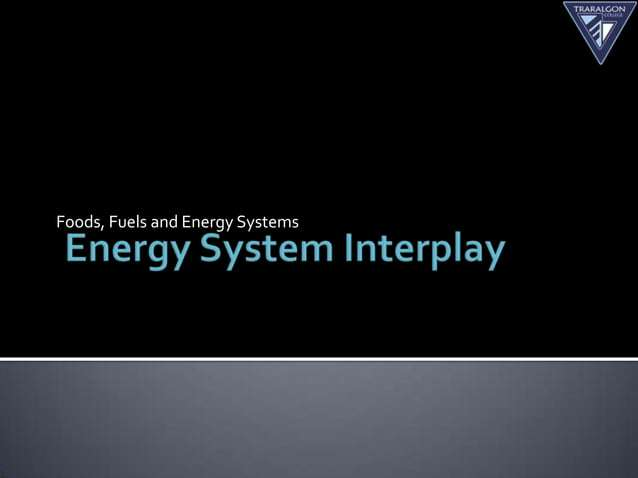 TRARALGON
COLLEGE
Foods, Fuels and Energy Systems
Energy System Interplay